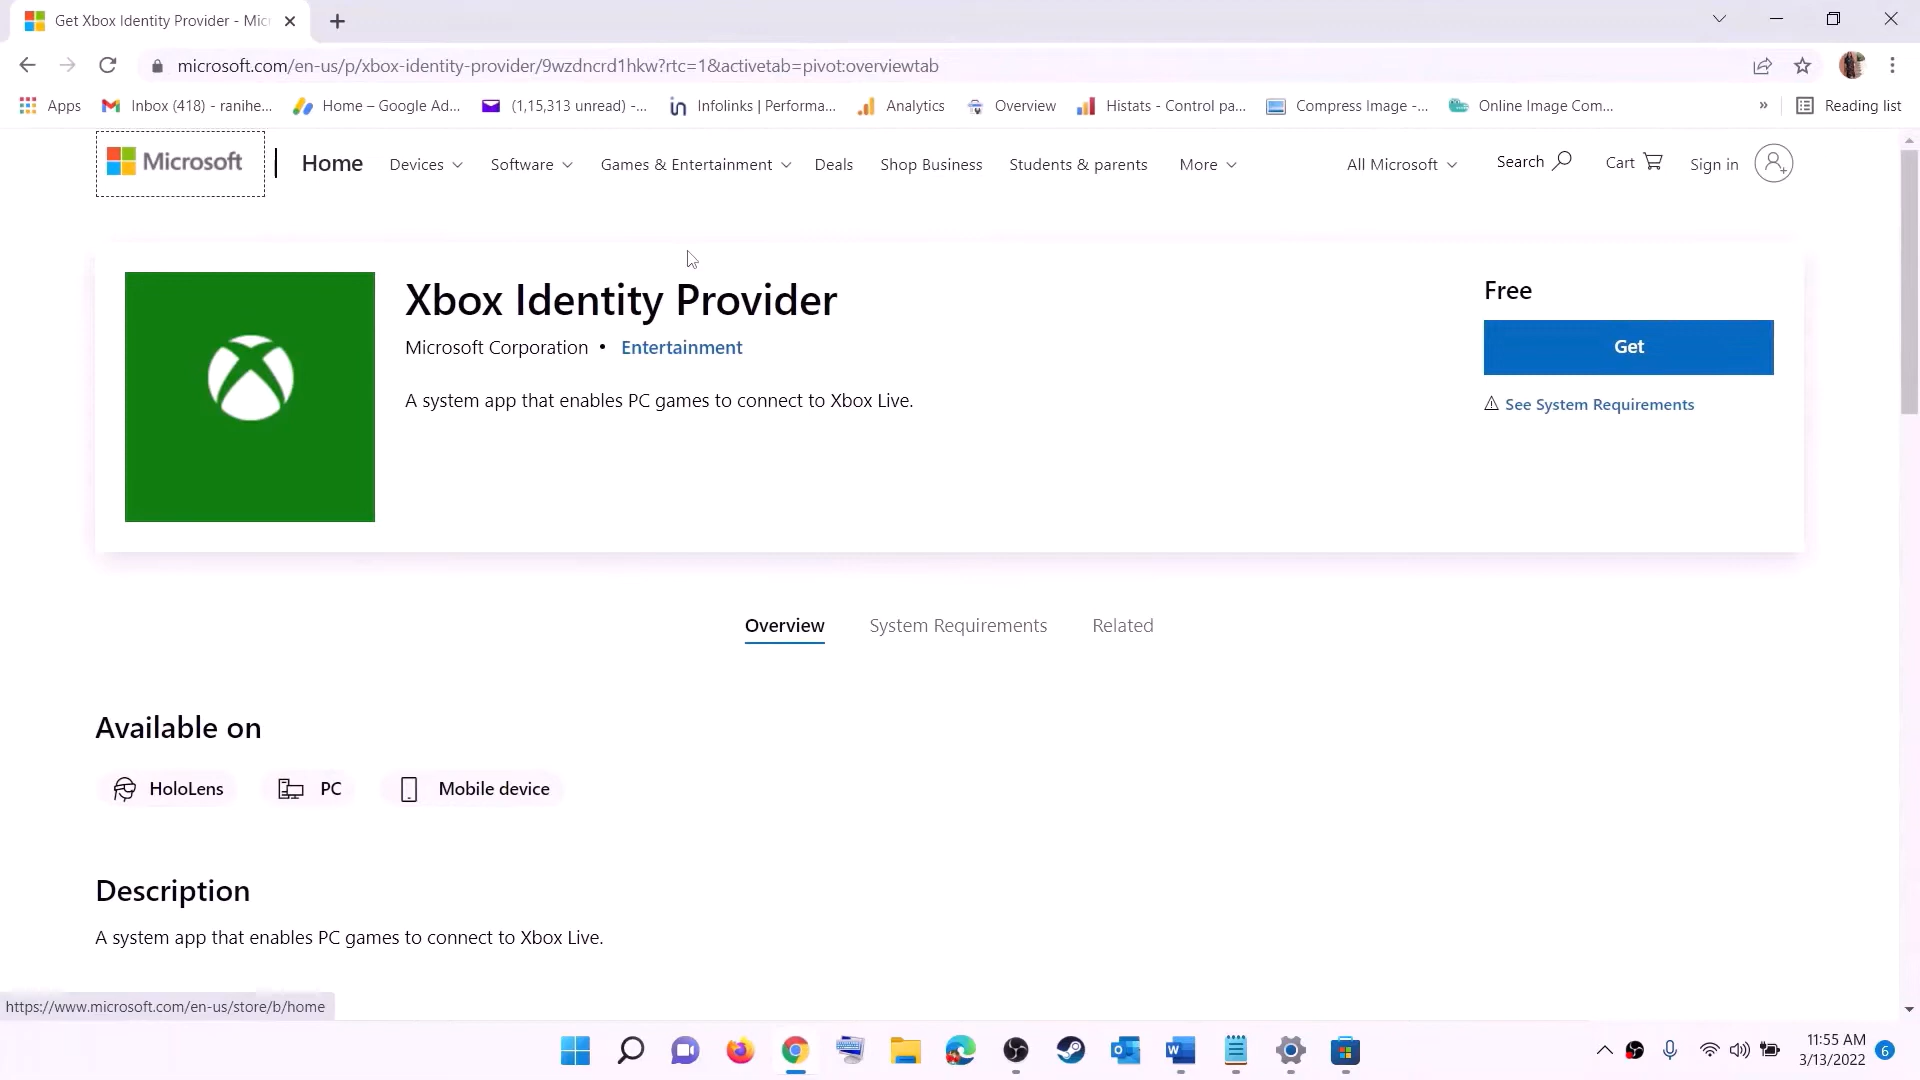 Get Xbox Identity Provider - Mic
microsoft.com/en-us/p/xbox-identity-provider/9wzdncrd1hkw?rtc=1&activetab=pivot:overviewtab
Apps Inbox (418) - ranihe... Home – Google Ad... (1,15,313 unread) -... Infolinks | Performa... Analytics Overview Histats - Control pa... Compress Image -... Online Image Com... » Reading list
Microsoft Home Devices Software Games & Entertainment Deals Shop Business Students & parents More All Microsoft Search Cart Sign in
Xbox Identity Provider
Microsoft Corporation • Entertainment
A system app that enables PC games to connect to Xbox Live.
Free
Get
See System Requirements
Overview System Requirements Related
Available on
HoloLens PC Mobile device
Description
A system app that enables PC games to connect to Xbox Live.
https://www.microsoft.com/en-us/store/b/home
11:55 AM
3/13/2022
6